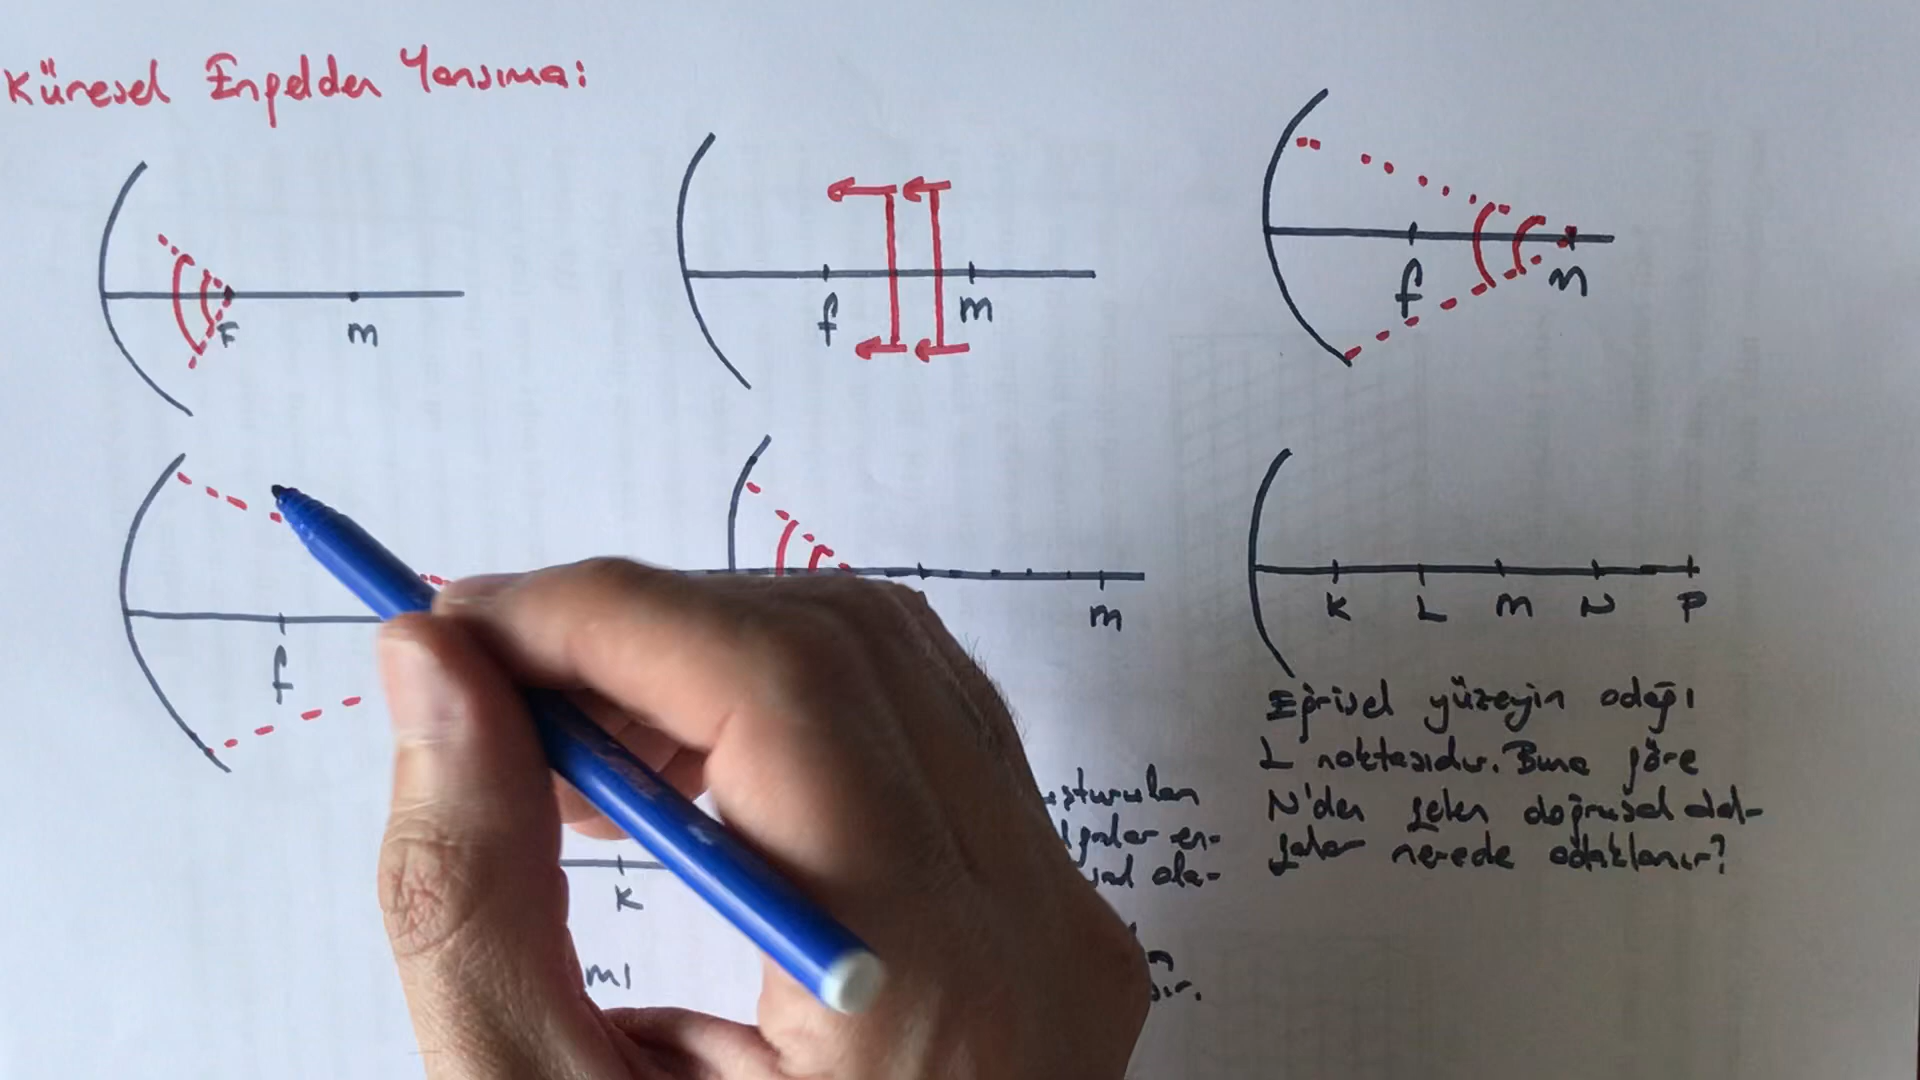 Küresel Engelden Yansıma:
F m
f m
f m
f
m
K L m N P
Eğrisel yüzeyin odağı
L noktasıdır. Buna göre
N'den gelen doğrusal dal-
galar nerede odaklanır?
K